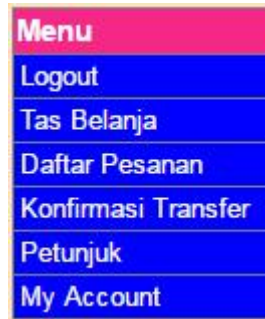 Menu
Logout
Tas Belanja
Daftar Pesanan
Konfirmasi Transfer
Petunjuk
My Account